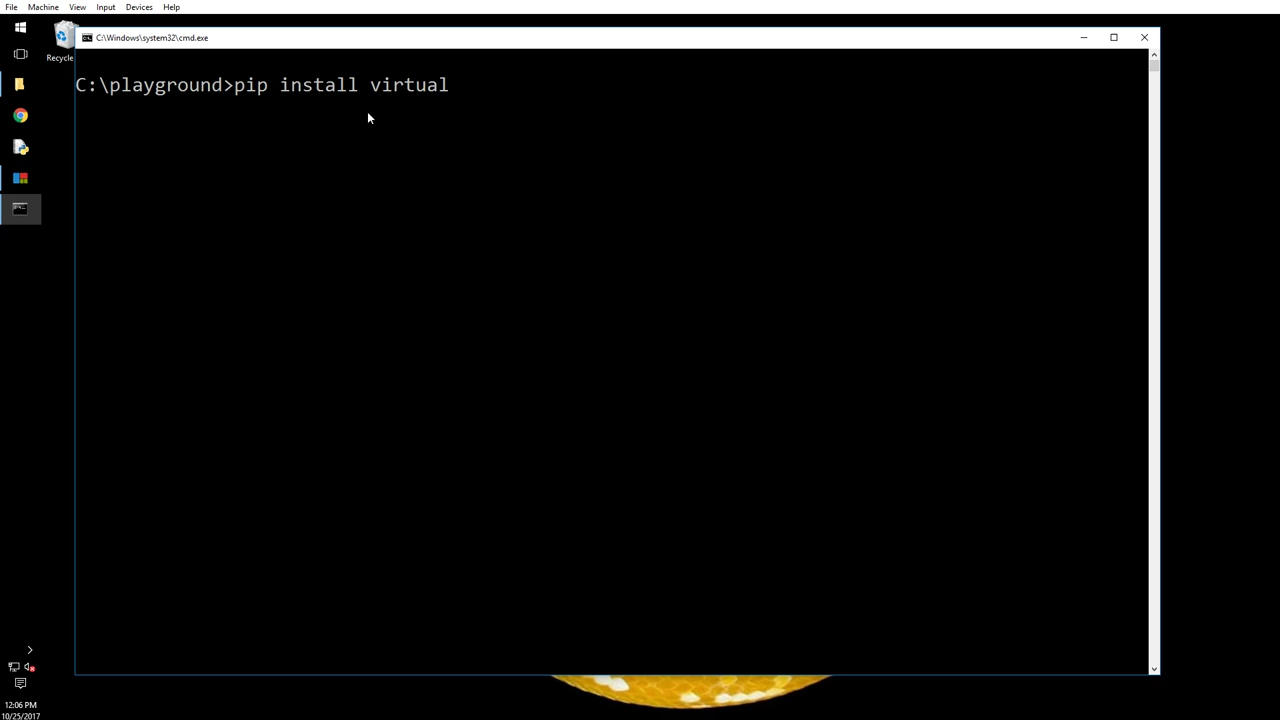 File Machine View Input Devices Help
Recycle
C:\Windows\system32\cmd.exe
C:\playground>pip install virtual
12:06 PM
10/25/2017